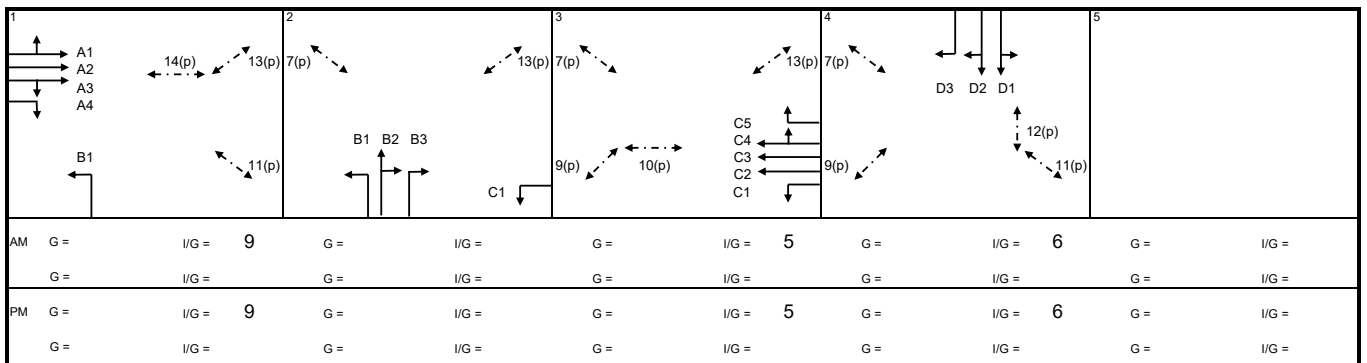 1 2 3 4 5
A1
A2
A3
A4
14(p) 13(p)
B1
11(p)
7(p) 13(p)
B1 B2 B3
C1
7(p) 13(p)
9(p) 10(p)
C5
C4
C3
C2
C1
7(p)
9(p)
D3 D2 D1
12(p)
11(p)
AM G = I/G = 9 G = I/G = G = I/G = 5 G = I/G = 6 G = I/G =
G = I/G = G = I/G = G = I/G = G = I/G = G = I/G =
PM G = I/G = 9 G = I/G = G = I/G = 5 G = I/G = 6 G = I/G =
G = I/G = G = I/G = G = I/G = G = I/G = G = I/G =